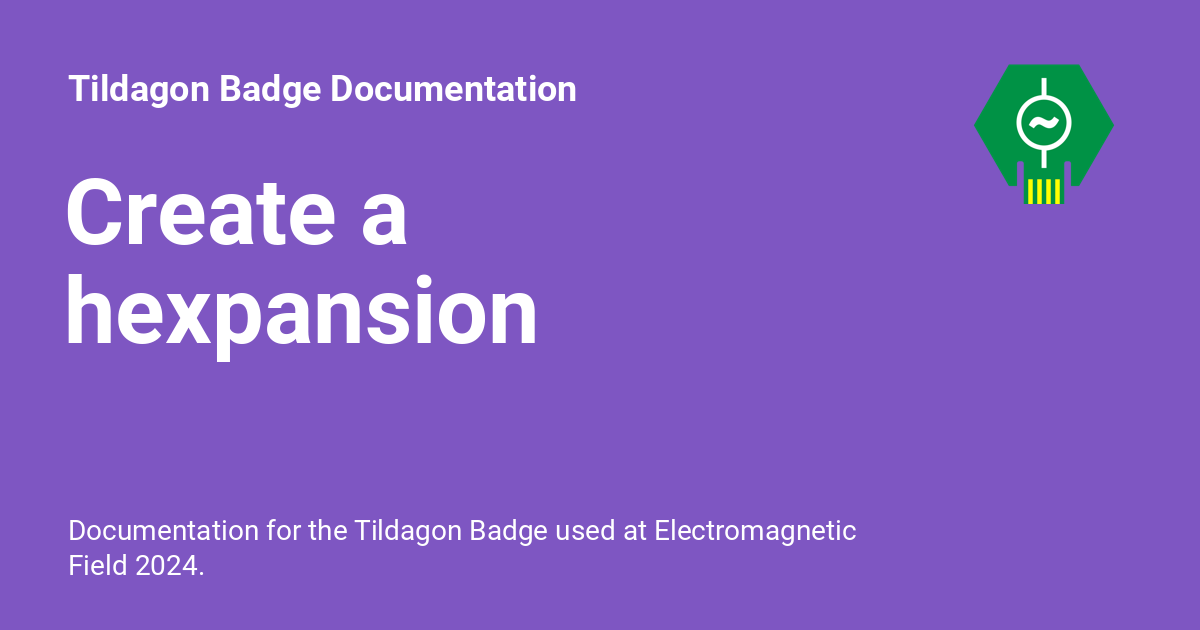 Tildagon Badge Documentation
Create a
hexpansion
Documentation for the Tildagon Badge used at Electromagnetic
Field 2024.